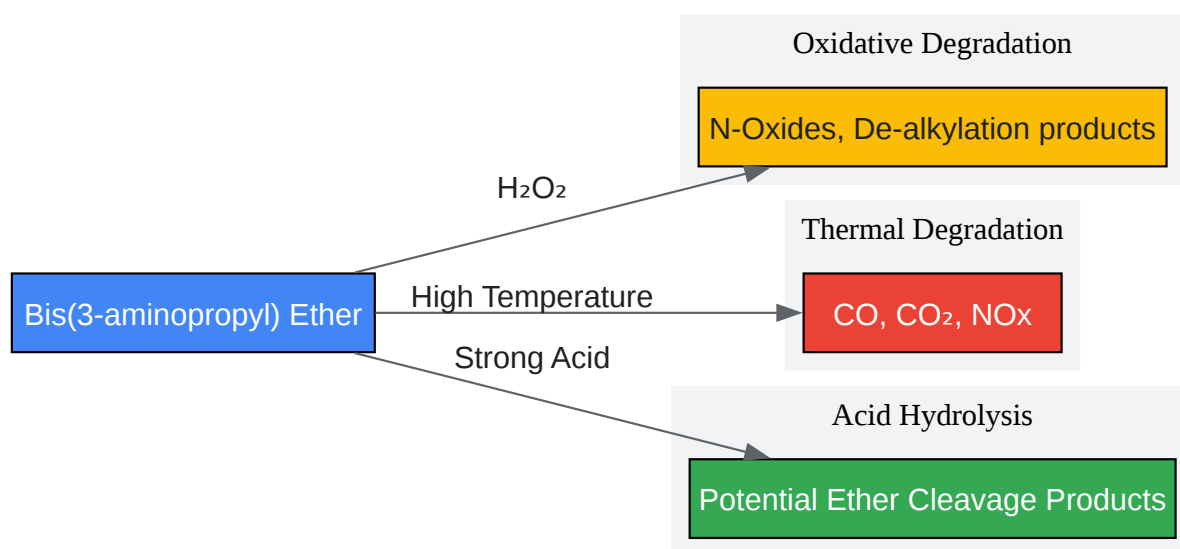 Oxidative Degradation
N-Oxides, De-alkylation products
H₂O₂
Thermal Degradation
Bis(3-aminopropyl) Ether
High Temperature
CO, CO₂, NOx
Strong Acid
Acid Hydrolysis
Potential Ether Cleavage Products